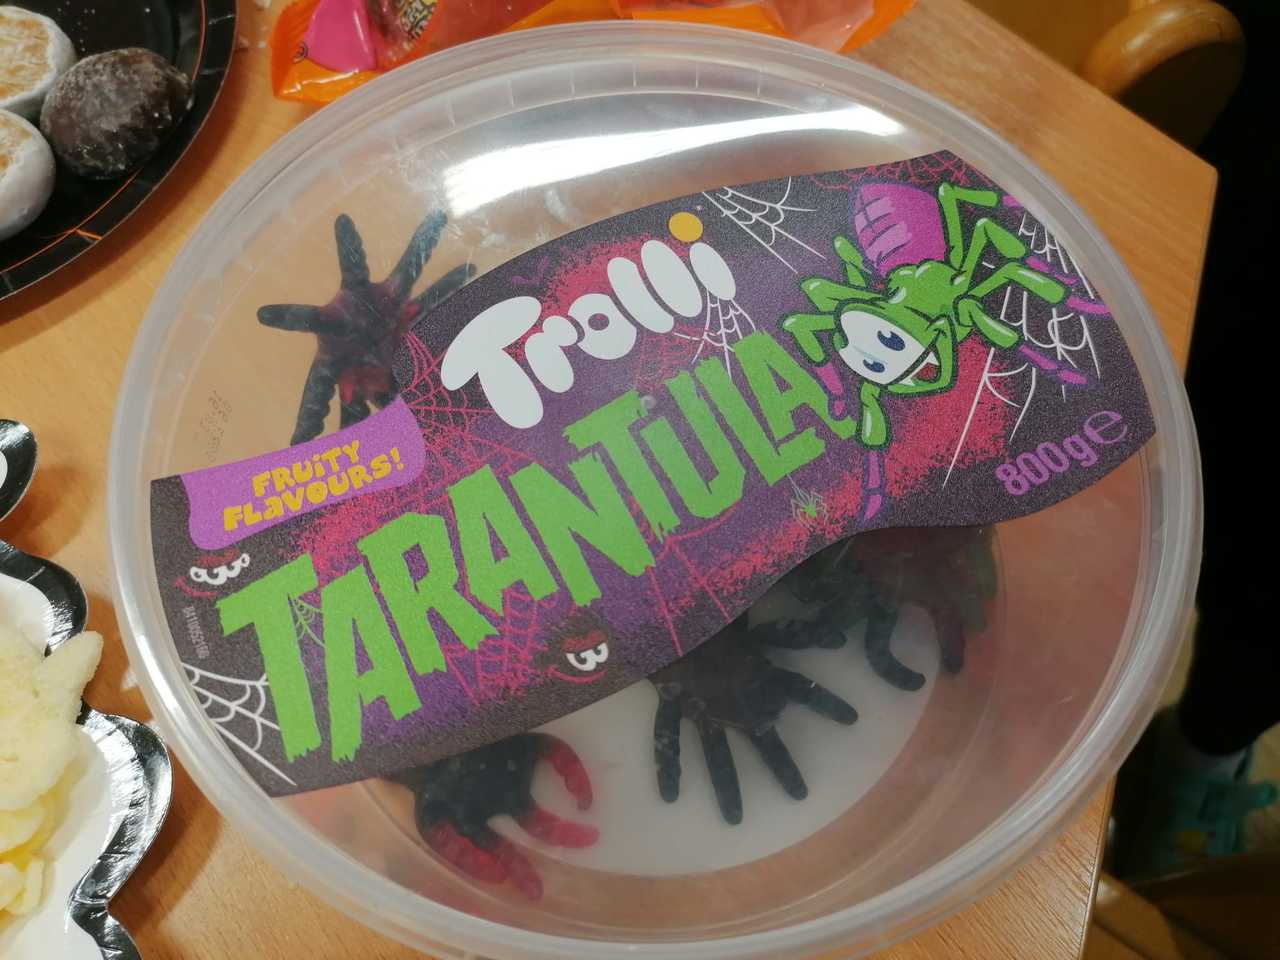 Trolli
FRUITY
FLAVOURS!
TARANTULA
800g℮